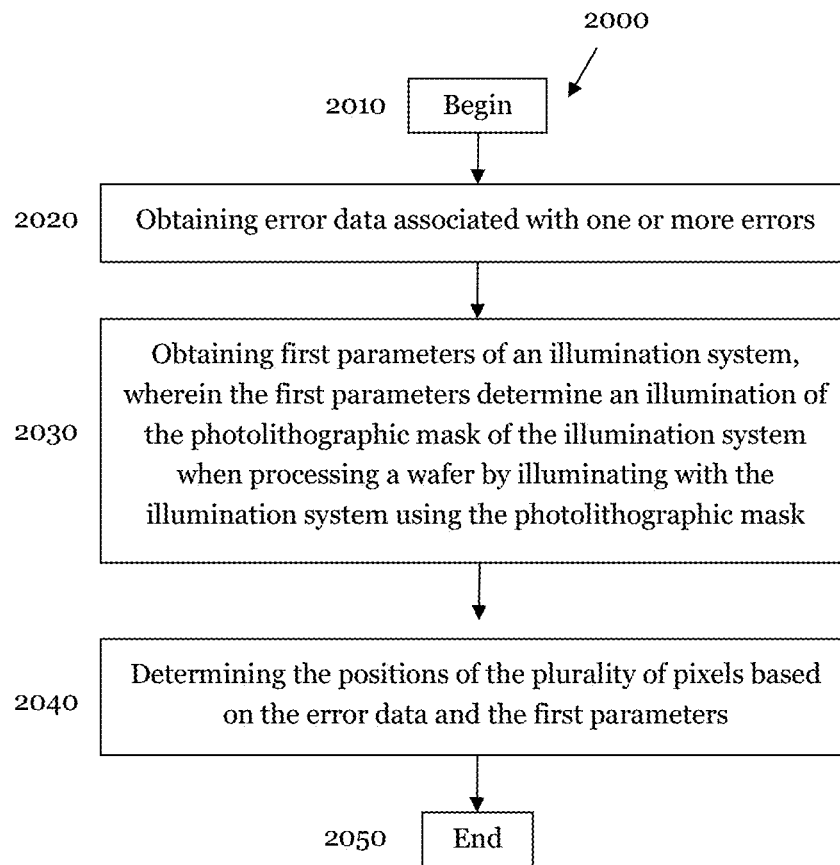 2000
2010 Begin
2020 Obtaining error data associated with one or more errors
Obtaining first parameters of an illumination system,
wherein the first parameters determine an illumination of
2030 the photolithographic mask of the illumination system
when processing a wafer by illuminating with the
illumination system using the photolithographic mask
Determining the positions of the plurality of pixels based
2040 on the error data and the first parameters
2050 End